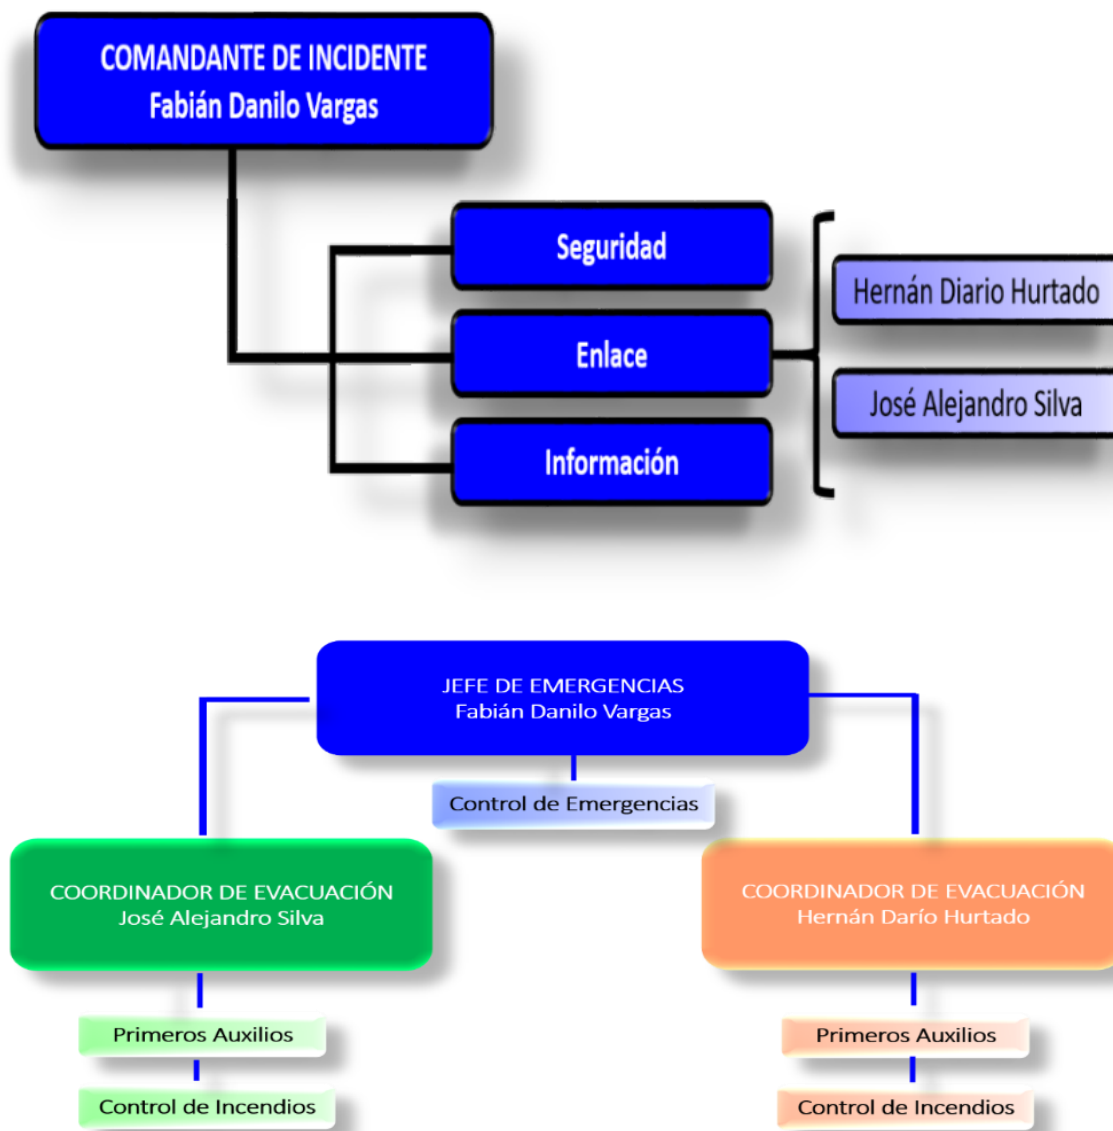 COMANDANTE DE INCIDENTE
Fabián Danilo Vargas
Seguridad
Enlace
Información
Hernán Diario Hurtado
José Alejandro Silva
JEFE DE EMERGENCIAS
Fabián Danilo Vargas
Control de Emergencias
COORDINADOR DE EVACUACIÓN
José Alejandro Silva
Primeros Auxilios
Control de Incendios
COORDINADOR DE EVACUACIÓN
Hernán Darío Hurtado
Primeros Auxilios
Control de Incendios